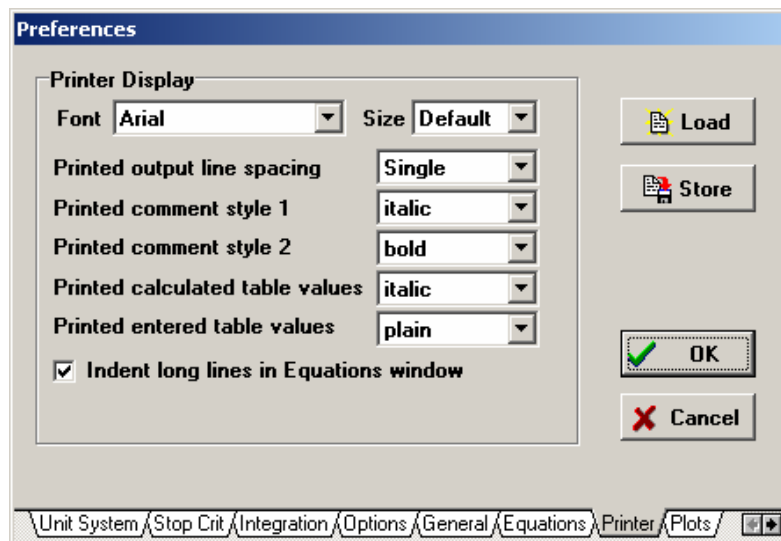 Preferences
Printer Display
Font Arial Size Default
Printed output line spacing Single
Printed comment style 1 italic
Printed comment style 2 bold
Printed calculated table values italic
Printed entered table values plain
Indent long lines in Equations window
Load
Store
OK
Cancel
Unit System Stop Crit Integration Options General Equations Printer Plots